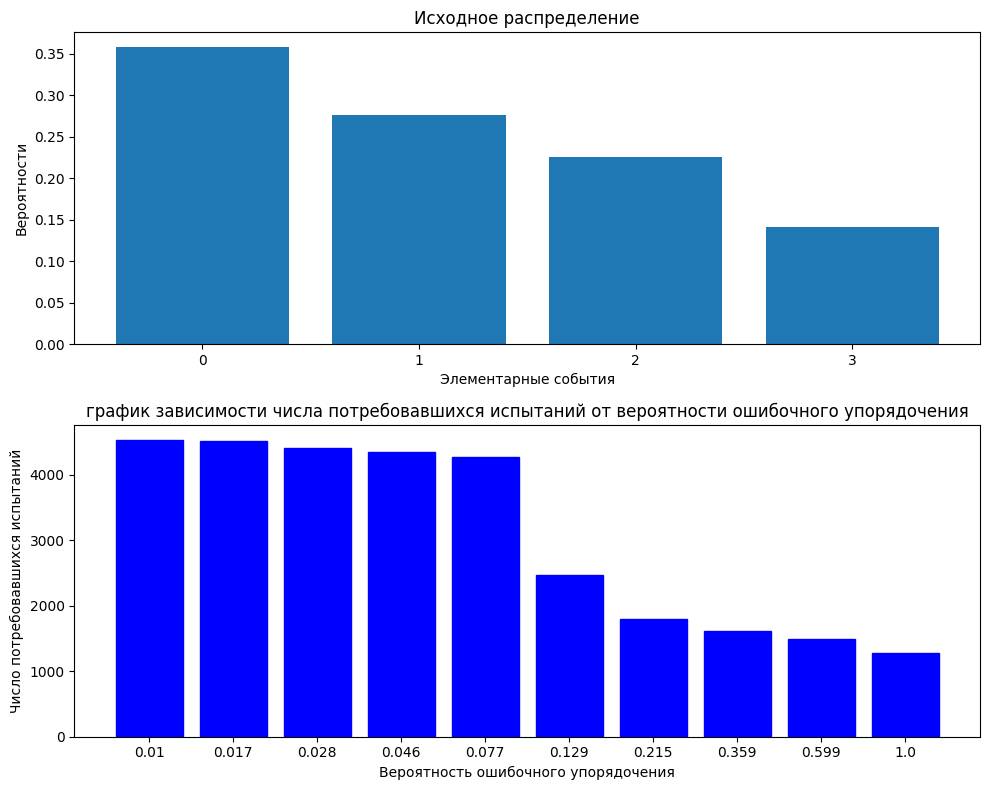 Исходное распределение
Вероятности
0.35
0.30
0.25
0.20
0.15
0.10
0.05
0.00
0 1 2 3
Элементарные события
график зависимости числа потребовавшихся испытаний от вероятности ошибочного упорядочения
Число потребовавшихся испытаний
4000
3000
2000
1000
0
0.01 0.017 0.028 0.046 0.077 0.129 0.215 0.359 0.599 1.0
Вероятность ошибочного упорядочения